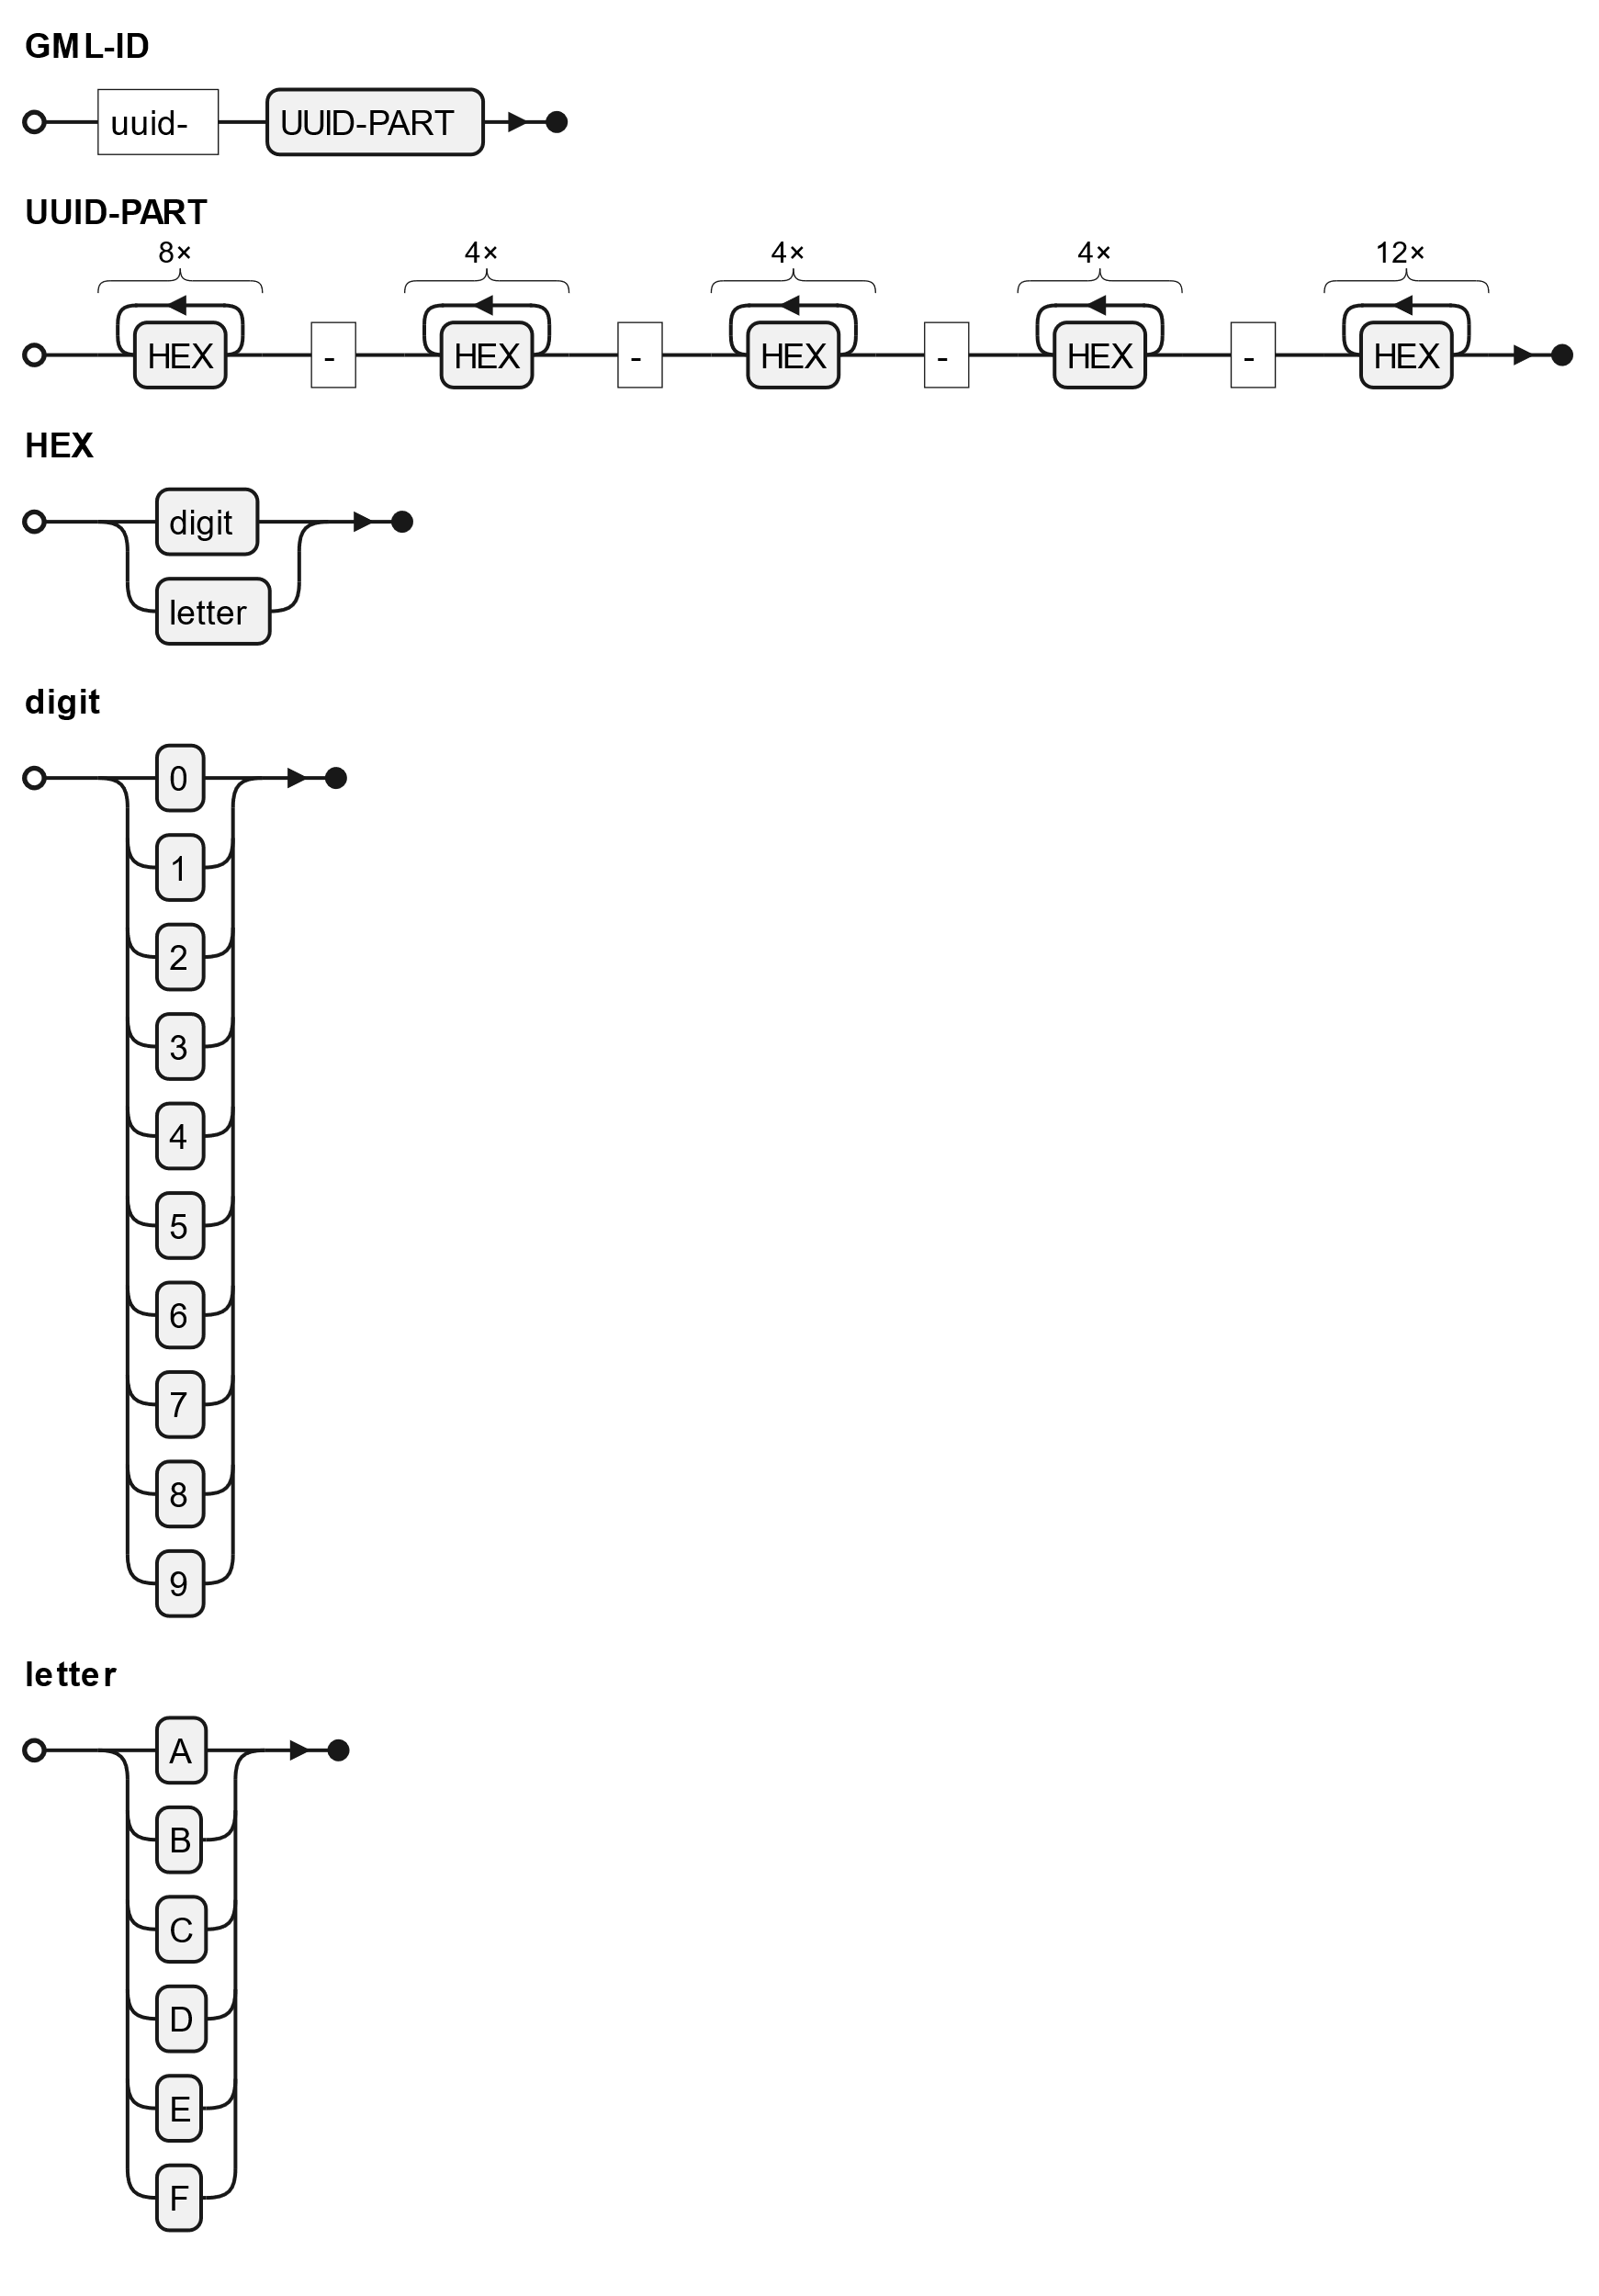 GML-ID
uuid- UUID-PART
UUID-PART
8× 4× 4× 4× 12×
HEX - HEX - HEX - HEX - HEX
HEX
digit
letter
digit
0
1
2
3
4
5
6
7
8
9
letter
A
B
C
D
E
F